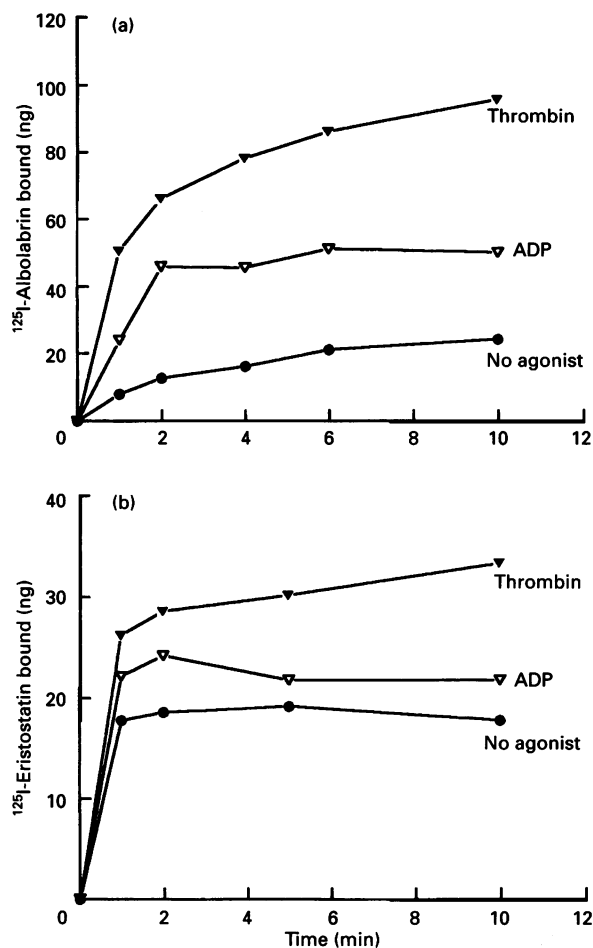 (a)
120
100
80
60
40
20
0
¹²⁵I-Albolabrin bound (ng)
Thrombin
ADP
No agonist
2 4 6 8 10 12
(b)
40
30
20
10
0
¹²⁵I-Eristostatin bound (ng)
Thrombin
ADP
No agonist
2 4 6 8 10 12
Time (min)